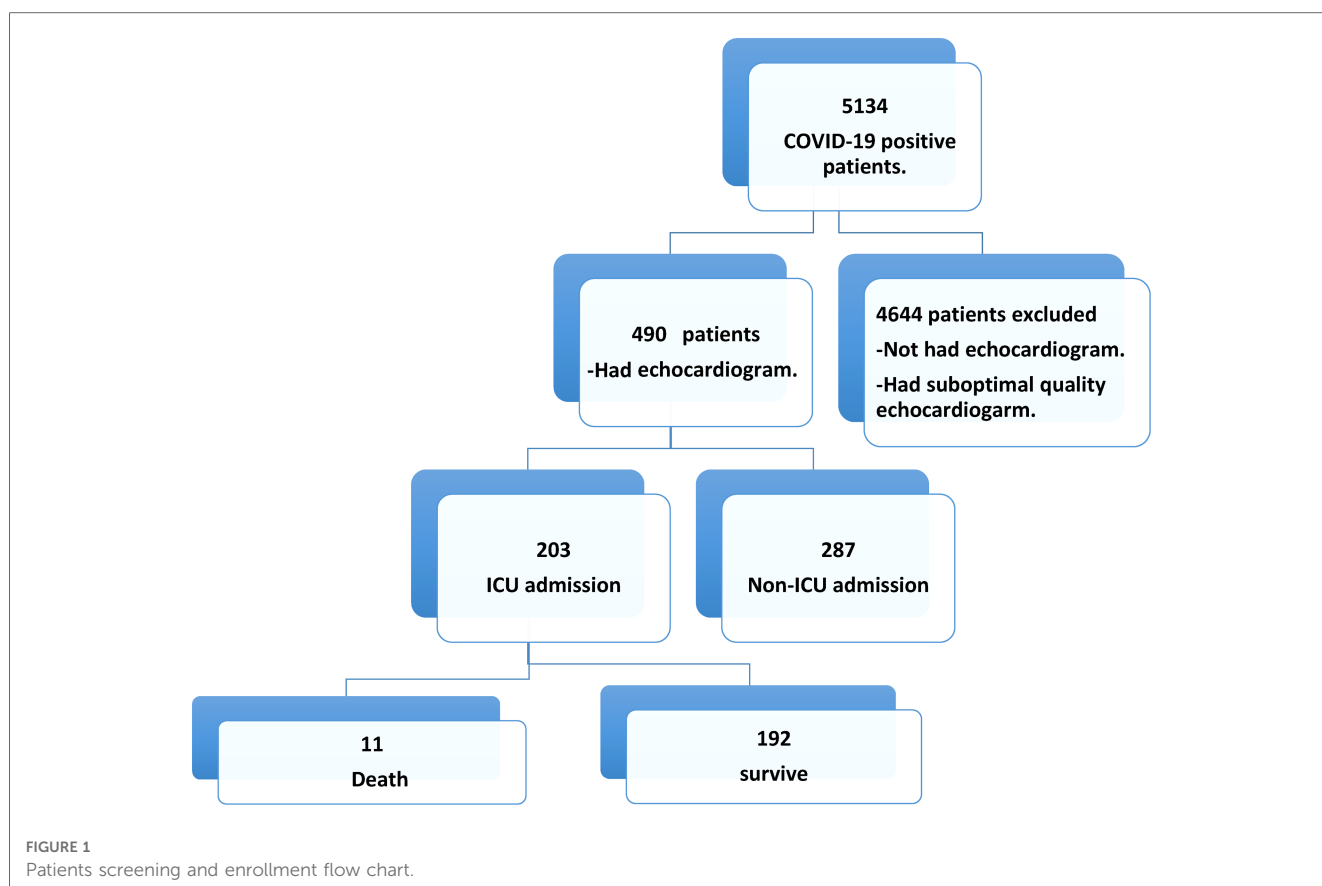 5134
COVID-19 positive
patients.
490 patients
-Had echocardiogram.
4644 patients excluded
-Not had echocardiogram.
-Had suboptimal quality
echocardiogarm.
203
ICU admission
287
Non-ICU admission
11
Death
192
survive
FIGURE 1
Patients screening and enrollment flow chart.